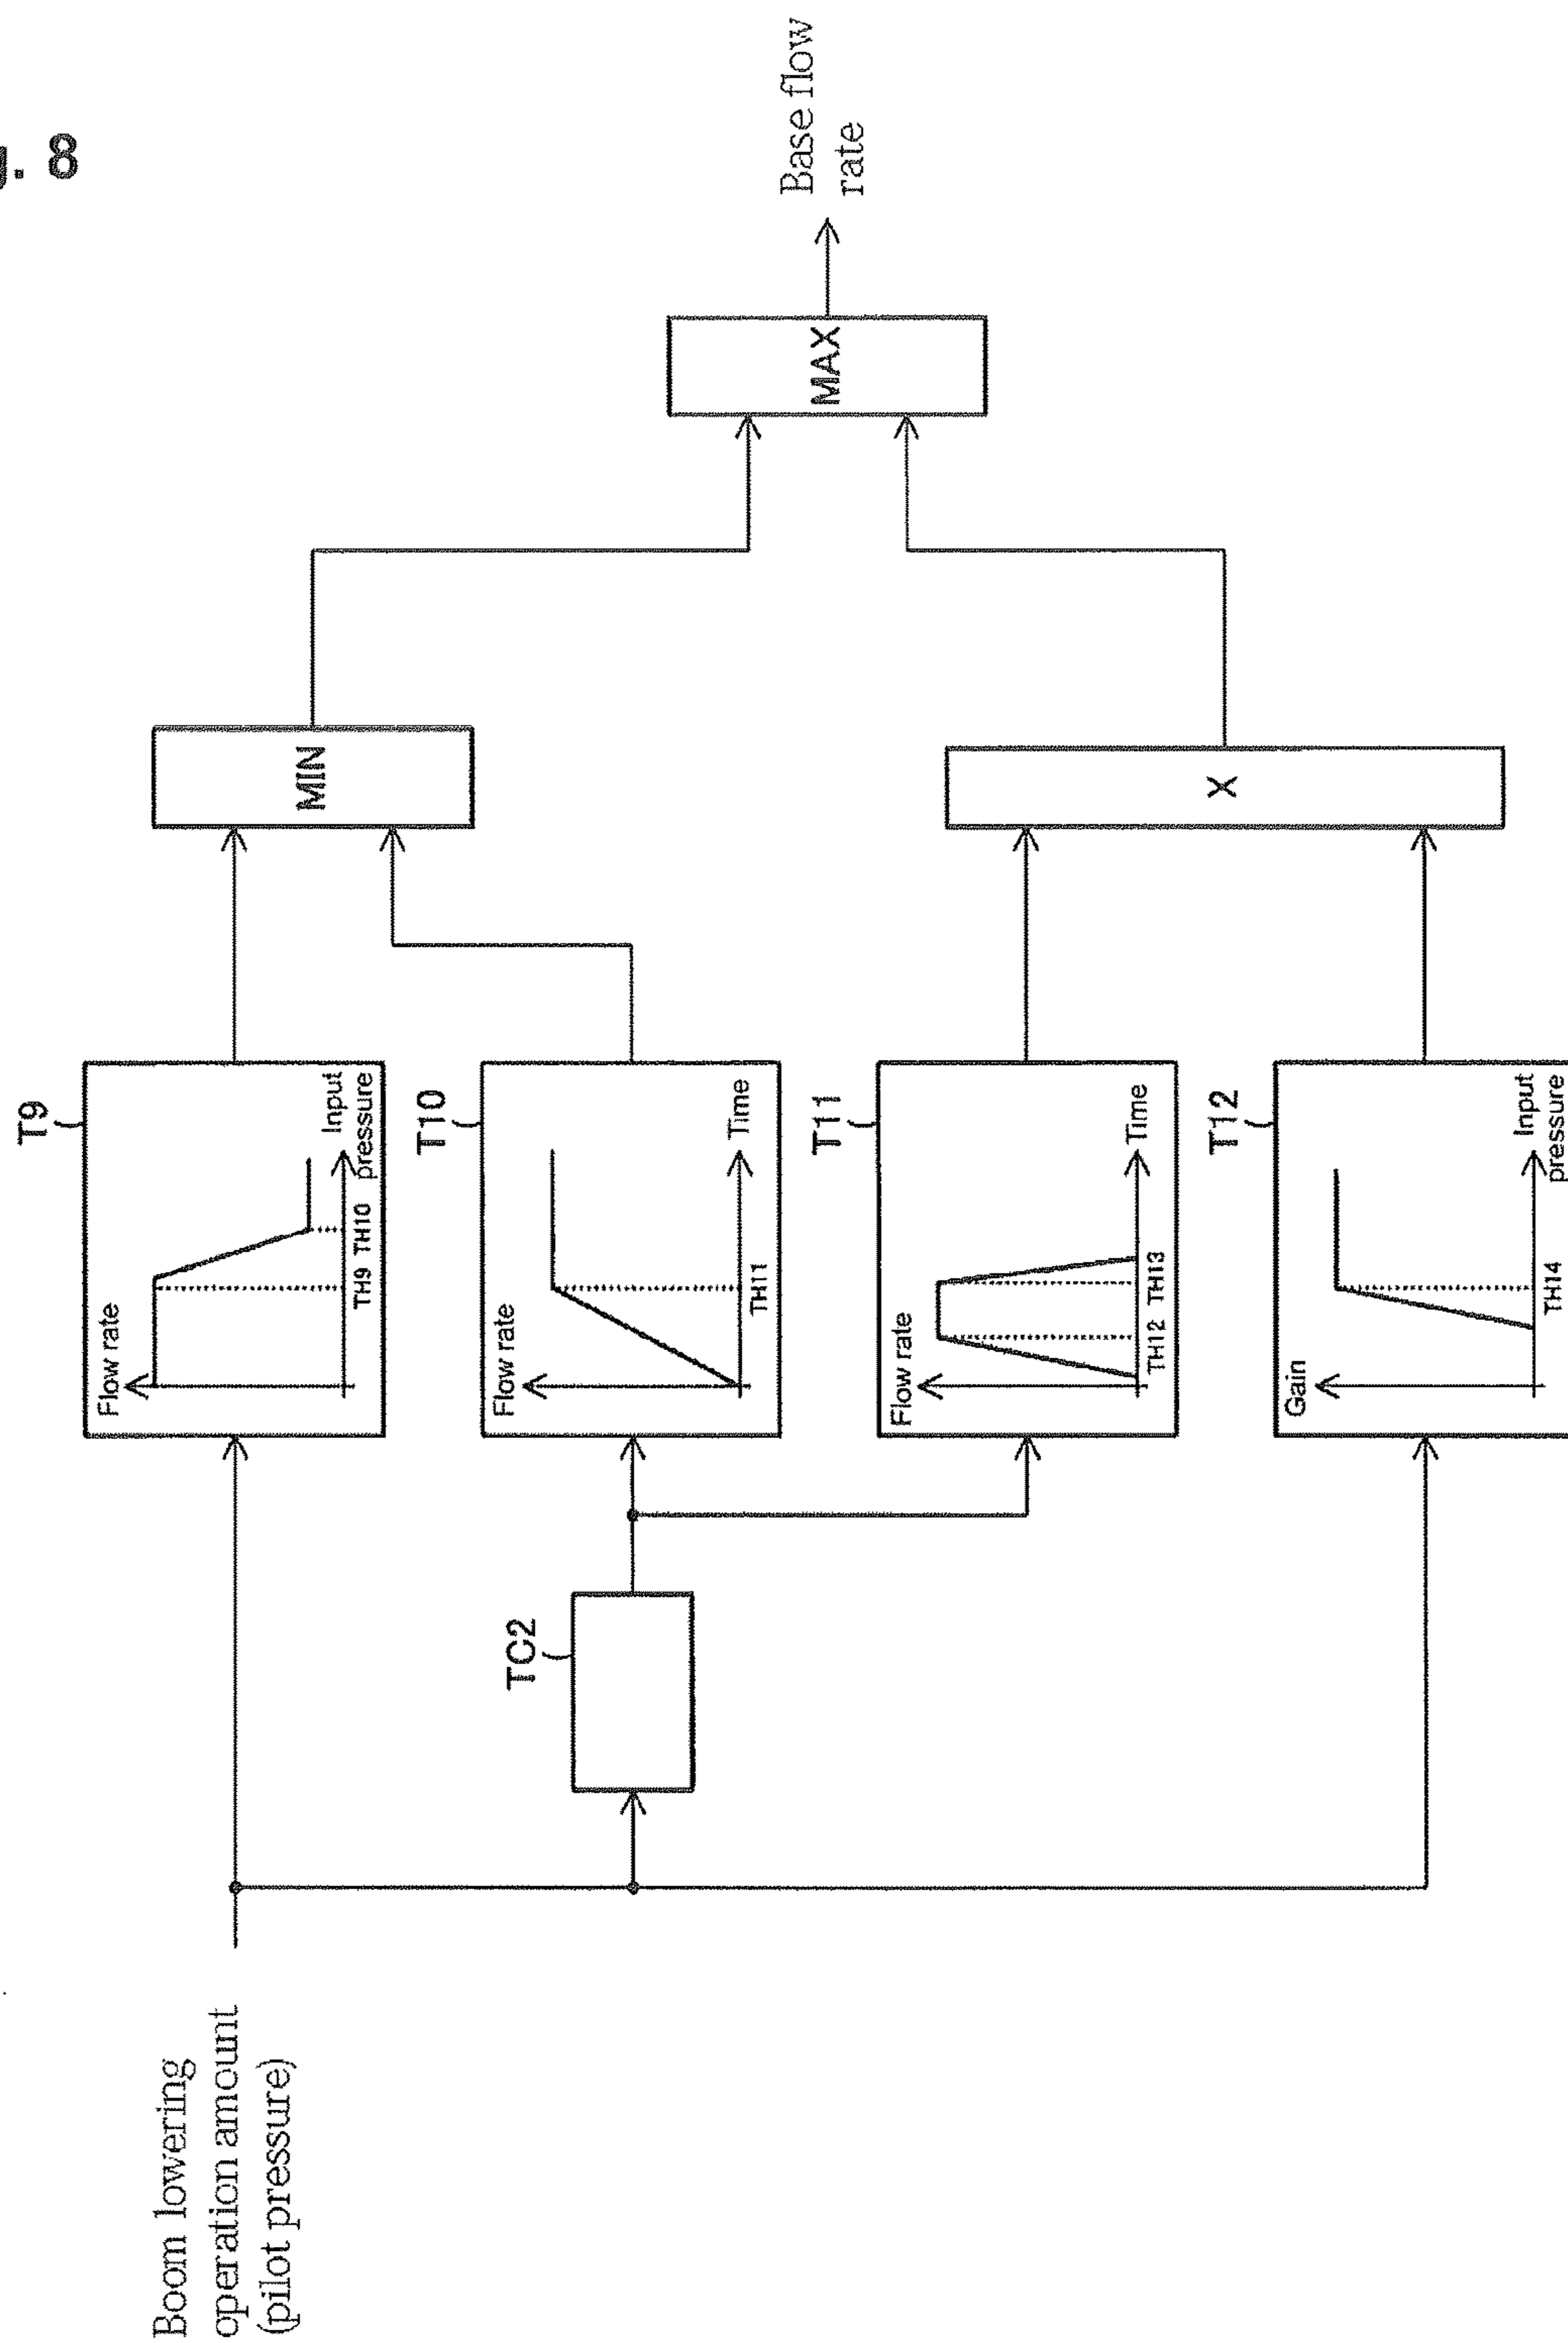 g. 8
Boom lowering
operation amount
(pilot pressure)
TC2
T9
Flow rate
TH9 TH10
Input
pressure
T10
Flow rate
TH11
Time
T11
Flow rate
TH12 TH13
Time
T12
Gain
TH14
Input
pressure
MIN
X
MAX
Base flow
rate